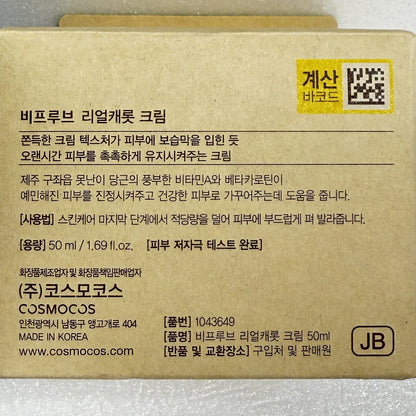 계산
바코드
비프루브 리얼캐롯 크림
쫀득한 크림 텍스처가 피부에 보습막을 입힌 듯
오랜시간 피부를 촉촉하게 유지시켜주는 크림
제주 구좌읍 못난이 당근의 풍부한 비타민A와 베타카로틴이
예민해진 피부를 진정시켜주고 건강한 피부로 가꾸어주는데 도움을 줍니다.
[사용법] 스킨케어 마지막 단계에서 적당량을 덜어 피부에 부드럽게 펴 발라줍니다.
[용량] 50 ml / 1.69 fl.oz. [피부 저자극 테스트 완료]
화장품제조업자 및 화장품책임판매업자
(주)코스모코스
COSMOCOS
인천광역시 남동구 앵고개로 404
MADE IN KOREA
www.cosmocos.com
[품번] 1043649
[품명] 비프루브 리얼캐롯 크림 50ml
[반품 및 교환장소] 구입처 및 판매원
JB